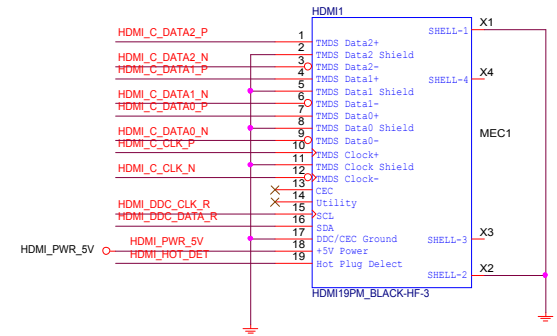 HDMI1
HDMI_C_DATA2_P
1
TMDS Data2+
SHELL-1
X1
2
TMDS Data2 Shield
HDMI_C_DATA2_N
3
TMDS Data2-
HDMI_C_DATA1_P
4
TMDS Data1+
SHELL-4
X4
5
TMDS Data1 Shield
HDMI_C_DATA1_N
6
TMDS Data1-
HDMI_C_DATA0_P
7
TMDS Data0+
8
TMDS Data0 Shield
HDMI_C_DATA0_N
9
TMDS Data0-
MEC1
HDMI_C_CLK_P
10
TMDS Clock+
11
TMDS Clock Shield
HDMI_C_CLK_N
12
TMDS Clock-
13
CEC
14
Utility
HDMI_DDC_CLK_R
15
SCL
HDMI_DDC_DATA_R
16
SDA
17
DDC/CEC Ground
SHELL-3
X3
HDMI_PWR_5V
HDMI_PWR_5V
18
+5V Power
HDMI_HOT_DET
19
Hot Plug Delect
SHELL-2
X2
HDMI19PM_BLACK-HF-3